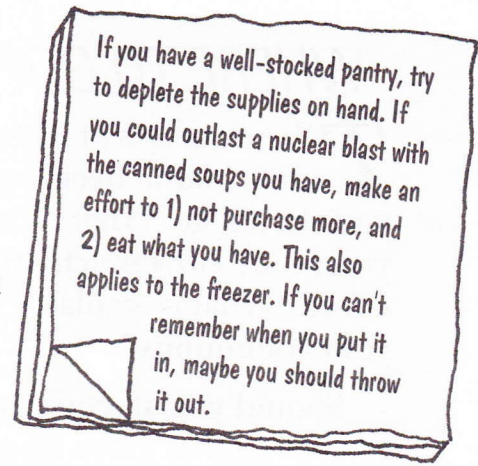 If you have a well-stocked pantry, try
to deplete the supplies on hand. If
you could outlast a nuclear blast with
the canned soups you have, make an
effort to 1) not purchase more, and
2) eat what you have. This also
applies to the freezer. If you can't
remember when you put it
in, maybe you should throw
it out.